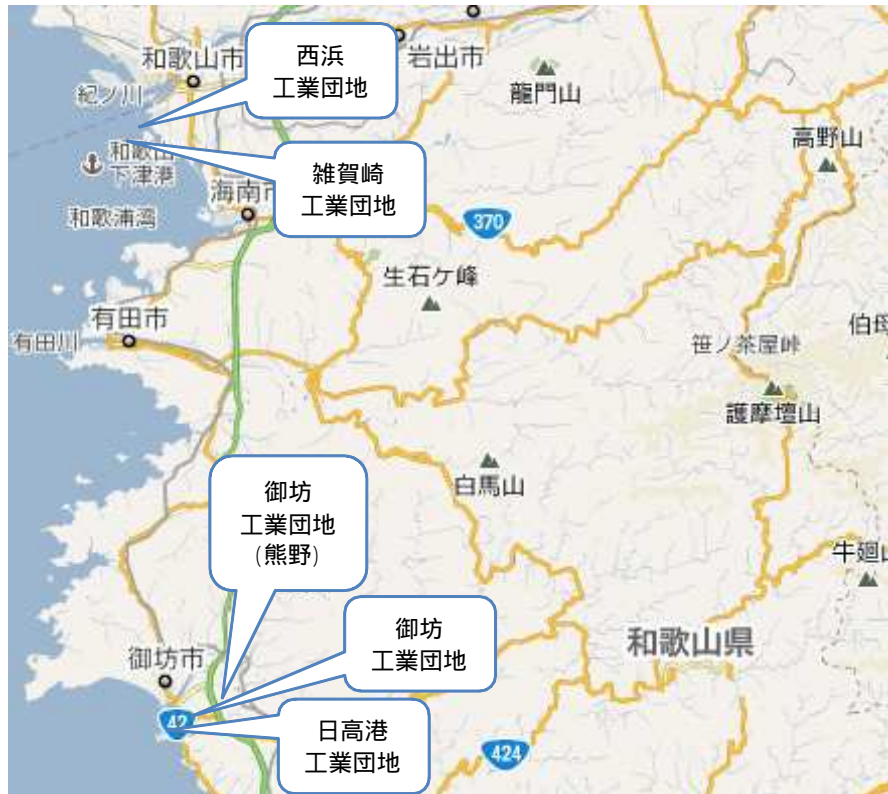 和歌山市
西浜
工業団地
岩出市
龍門山
紀ノ川
高野山
和歌山
下津港
雑賀崎
工業団地
海南市
和歌浦湾
370
生石ケ峰
有田市
有田川
笹ノ茶屋峠
護摩壇山
白馬山
御坊
工業団地
(熊野)
牛廻山
御坊
工業団地
和歌山県
御坊市
42
日高港
工業団地
424